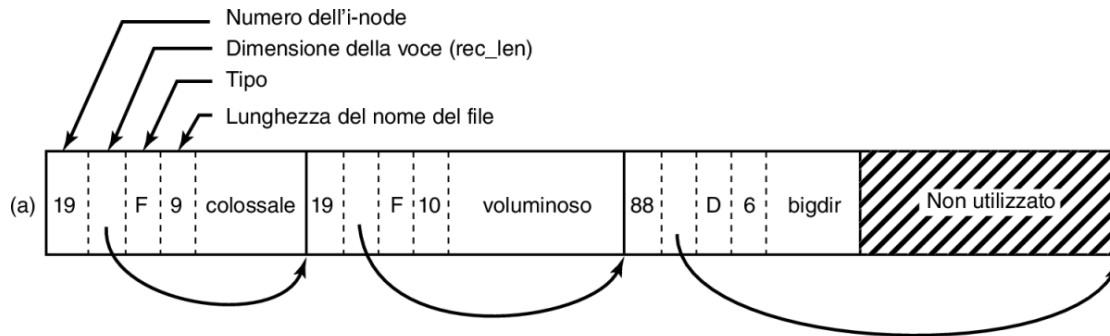 Numero dell'i-node
Dimensione della voce (rec_len)
Tipo
Lunghezza del nome del file
(a) 19 F 9 colossale 19 F 10 voluminoso 88 D 6 bigdir Non utilizzato